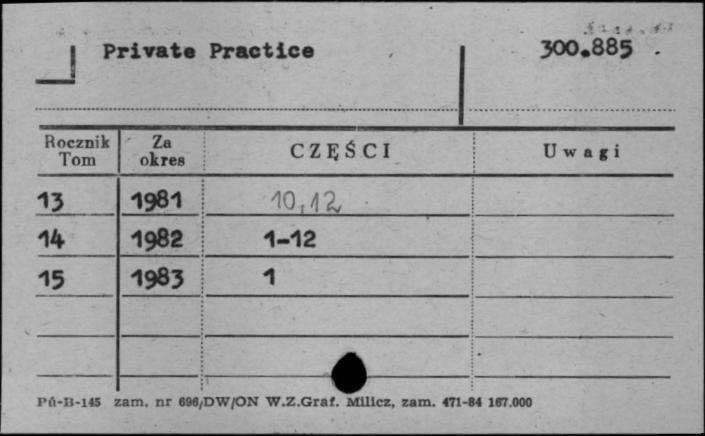 Private Practice 300.885
Rocznik Tom Za okres CZĘŚCI Uwagi
13 1981 10,12
14 1982 1-12
15 1983 1
Pu-B-145 zam. nr 696/DW/ON W.Z.Graf. Milicz, zam. 471-84 167.000